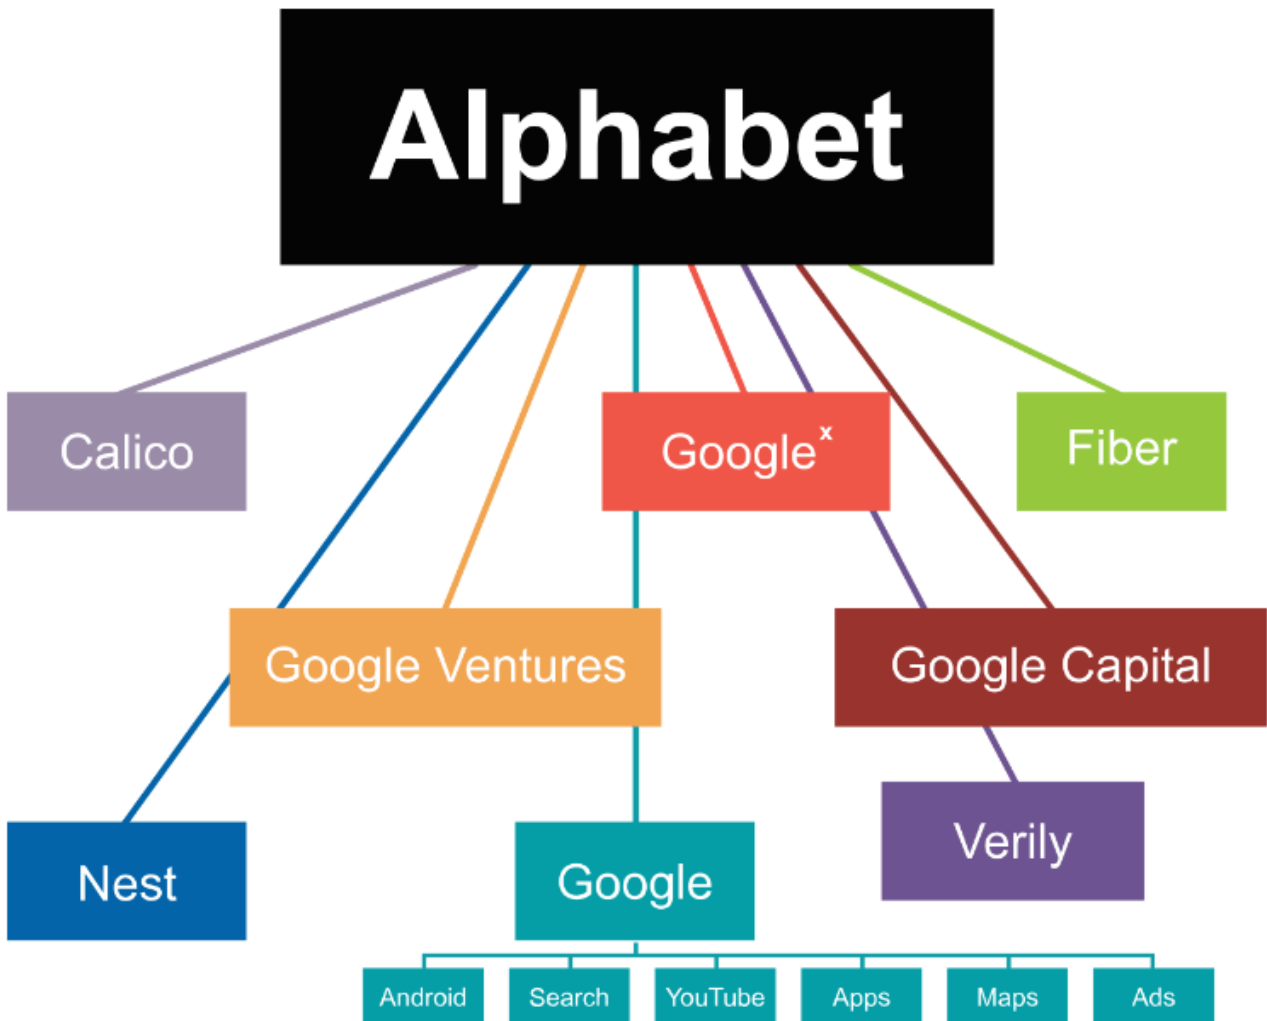 Alphabet
Calico
Google^x
Fiber
Google Ventures
Google Capital
Nest
Google
Verily
Android
Search
YouTube
Apps
Maps
Ads